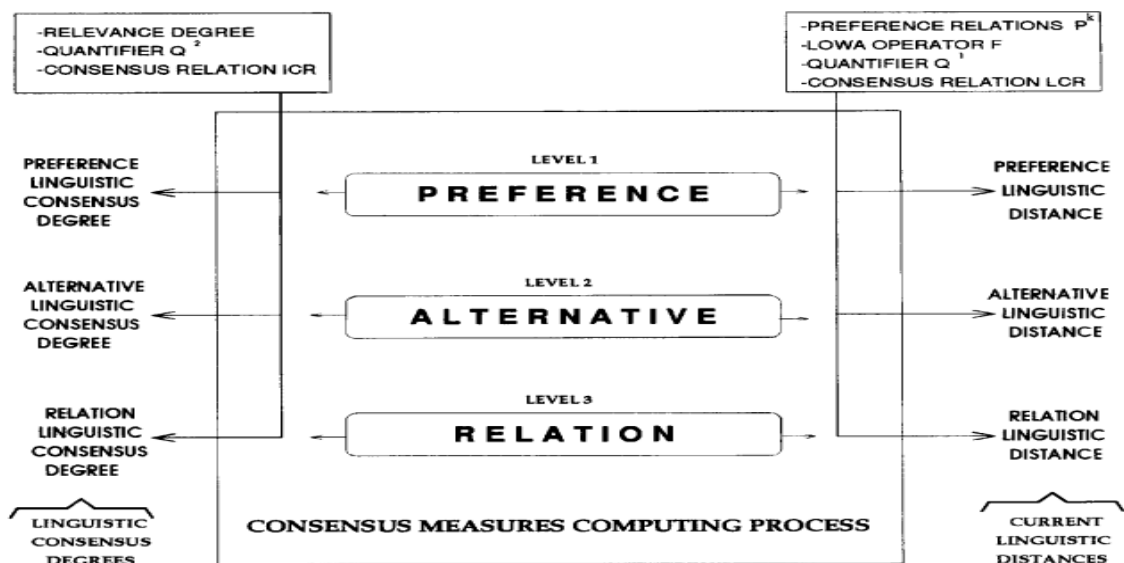 -RELEVANCE DEGREE
-QUANTIFIER Q²
-CONSENSUS RELATION ICR
-PREFERENCE RELATIONS Pᵏ
-LOWA OPERATOR F
-QUANTIFIER Q¹
-CONSENSUS RELATION LCR
PREFERENCE
LINGUISTIC
CONSENSUS
DEGREE
LEVEL 1
PREFERENCE
PREFERENCE
LINGUISTIC
DISTANCE
ALTERNATIVE
LINGUISTIC
CONSENSUS
DEGREE
LEVEL 2
ALTERNATIVE
ALTERNATIVE
LINGUISTIC
DISTANCE
RELATION
LINGUISTIC
CONSENSUS
DEGREE
LEVEL 3
RELATION
RELATION
LINGUISTIC
DISTANCE
LINGUISTIC
CONSENSUS
DEGREES
CONSENSUS MEASURES COMPUTING PROCESS
CURRENT
LINGUISTIC
DISTANCES